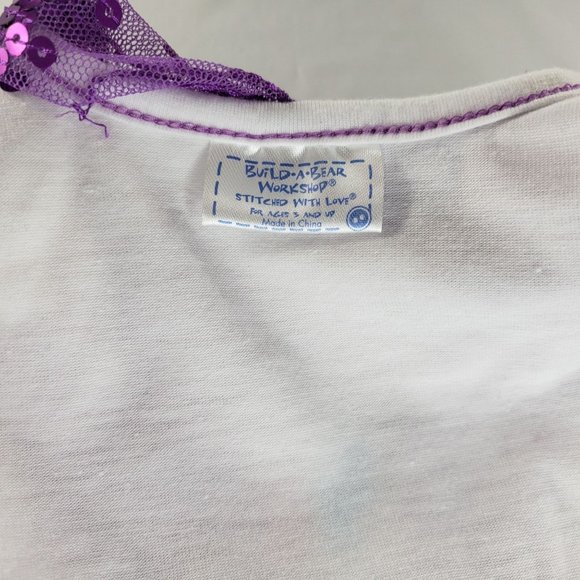 BUILD·A·BEAR
WORKSHOP®
STITCHED WITH LOVE®
FOR AGES 3 AND UP
Made in China